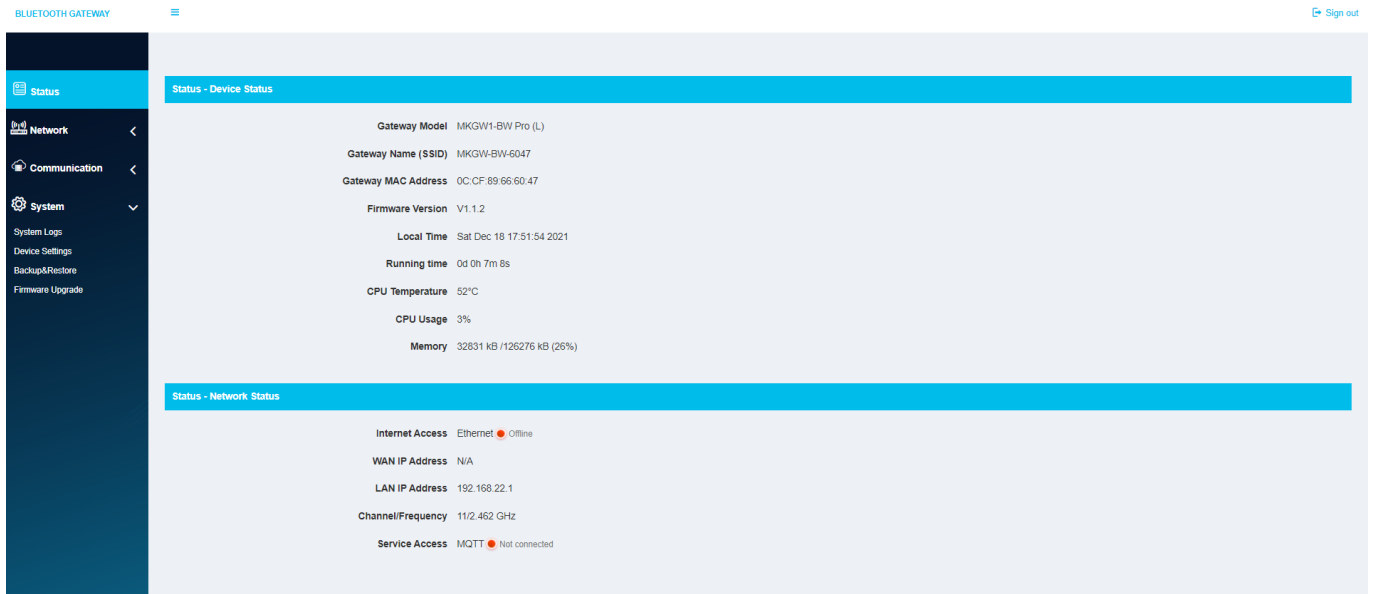 BLUETOOTH GATEWAY
Sign out
Status
Network
Communication
System
System Logs
Device Settings
Backup&Restore
Firmware Upgrade
Status - Device Status
Gateway Model MKGW1-BW Pro (L)
Gateway Name (SSID) MKGW-BW-6047
Gateway MAC Address 0C:CF:89:66:60:47
Firmware Version V1.1.2
Local Time Sat Dec 18 17:51:54 2021
Running time 0d 0h 7m 8s
CPU Temperature 52°C
CPU Usage 3%
Memory 32831 kB /126276 kB (26%)
Status - Network Status
Internet Access Ethernet Offline
WAN IP Address N/A
LAN IP Address 192.168.22.1
Channel/Frequency 11/2.462 GHz
Service Access MQTT Not connected